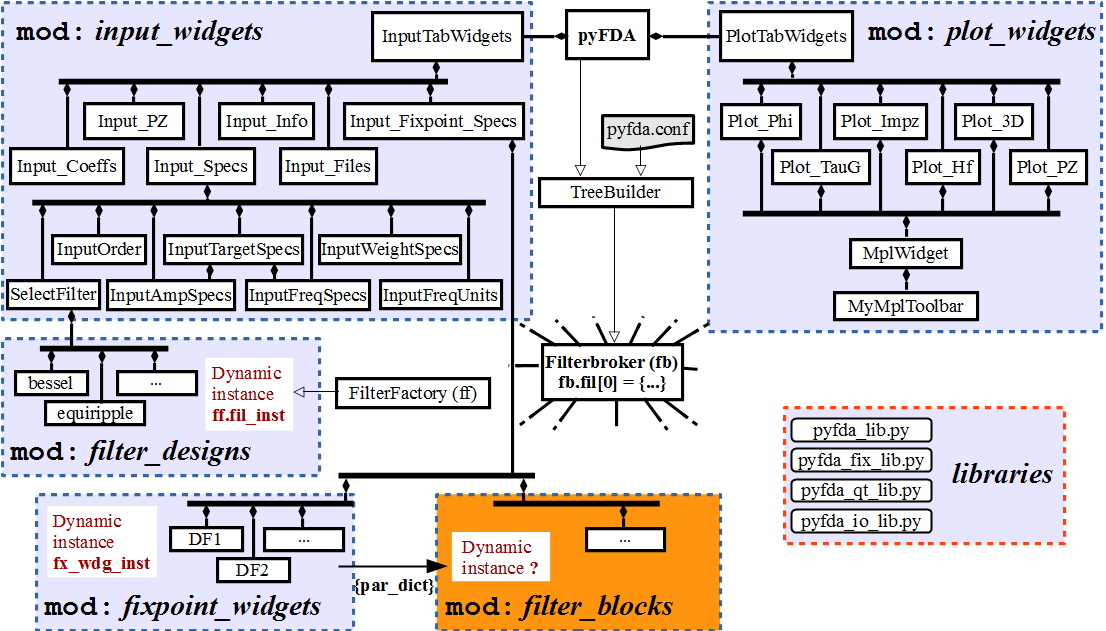 mod: input_widgets
InputTabWidgets
pyFDA
PlotTabWidgets
mod: plot_widgets
Input_PZ
Input_Info
Input_Fixpoint_Specs
Input_Coeffs
Input_Specs
Input_Files
pyfda.conf
TreeBuilder
Plot_Phi
Plot_Impz
Plot_3D
Plot_TauG
Plot_Hf
Plot_PZ
MplWidget
MyMplToolbar
InputOrder
InputTargetSpecs
InputWeightSpecs
SelectFilter
InputAmpSpecs
InputFreqSpecs
InputFreqUnits
Filterbroker (fb)
fb.fil[0] = {...}
bessel
...
equiripple
Dynamic
instance
ff.fil_inst
FilterFactory (ff)
mod: filter_designs
pyfda_lib.py
pyfda_fix_lib.py
pyfda_qt_lib.py
pyfda_io_lib.py
libraries
Dynamic
instance
fx_wdg_inst
DF1
...
DF2
{par_dict}
mod: fixpoint_widgets
...
Dynamic
instance ?
mod: filter_blocks